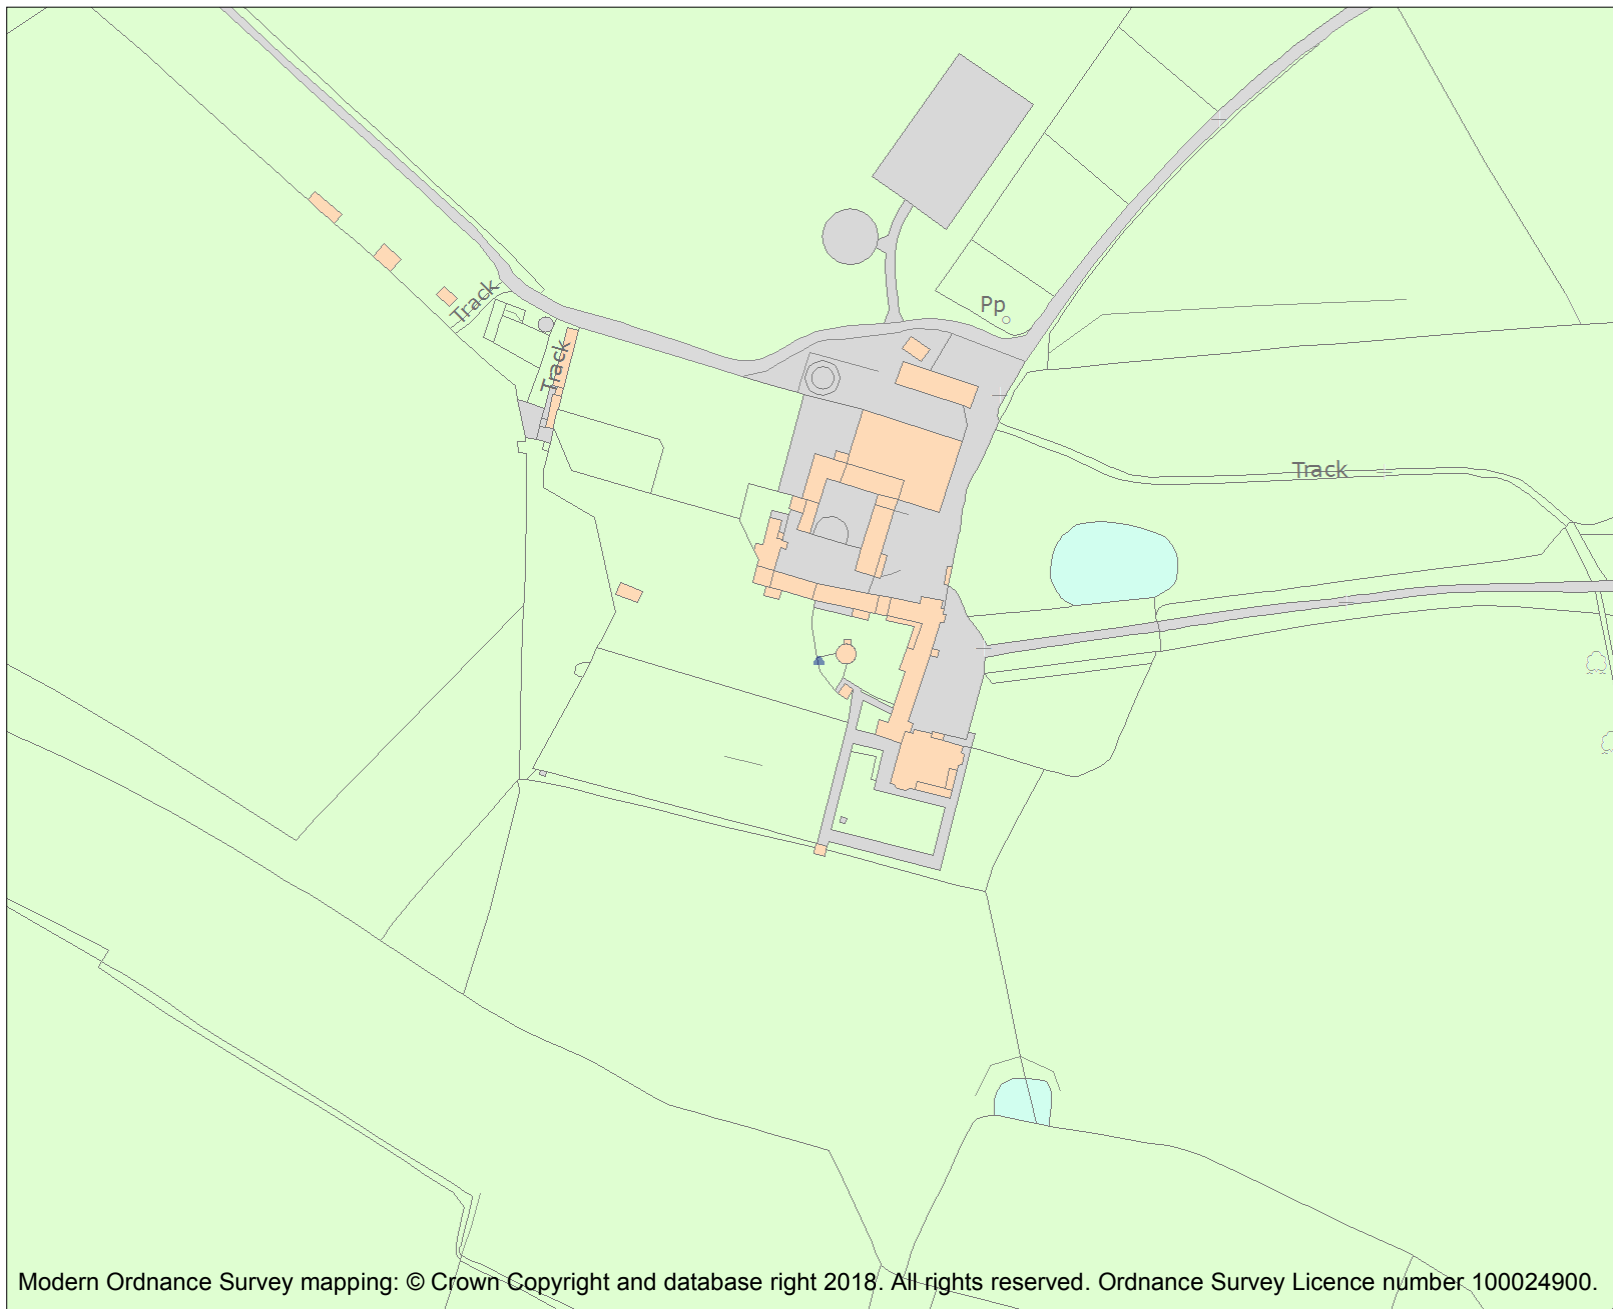 Track
Pp
Track
Track
Modern Ordnance Survey mapping: © Crown Copyright and database right 2018. All rights reserved. Ordnance Survey Licence number 100024900.